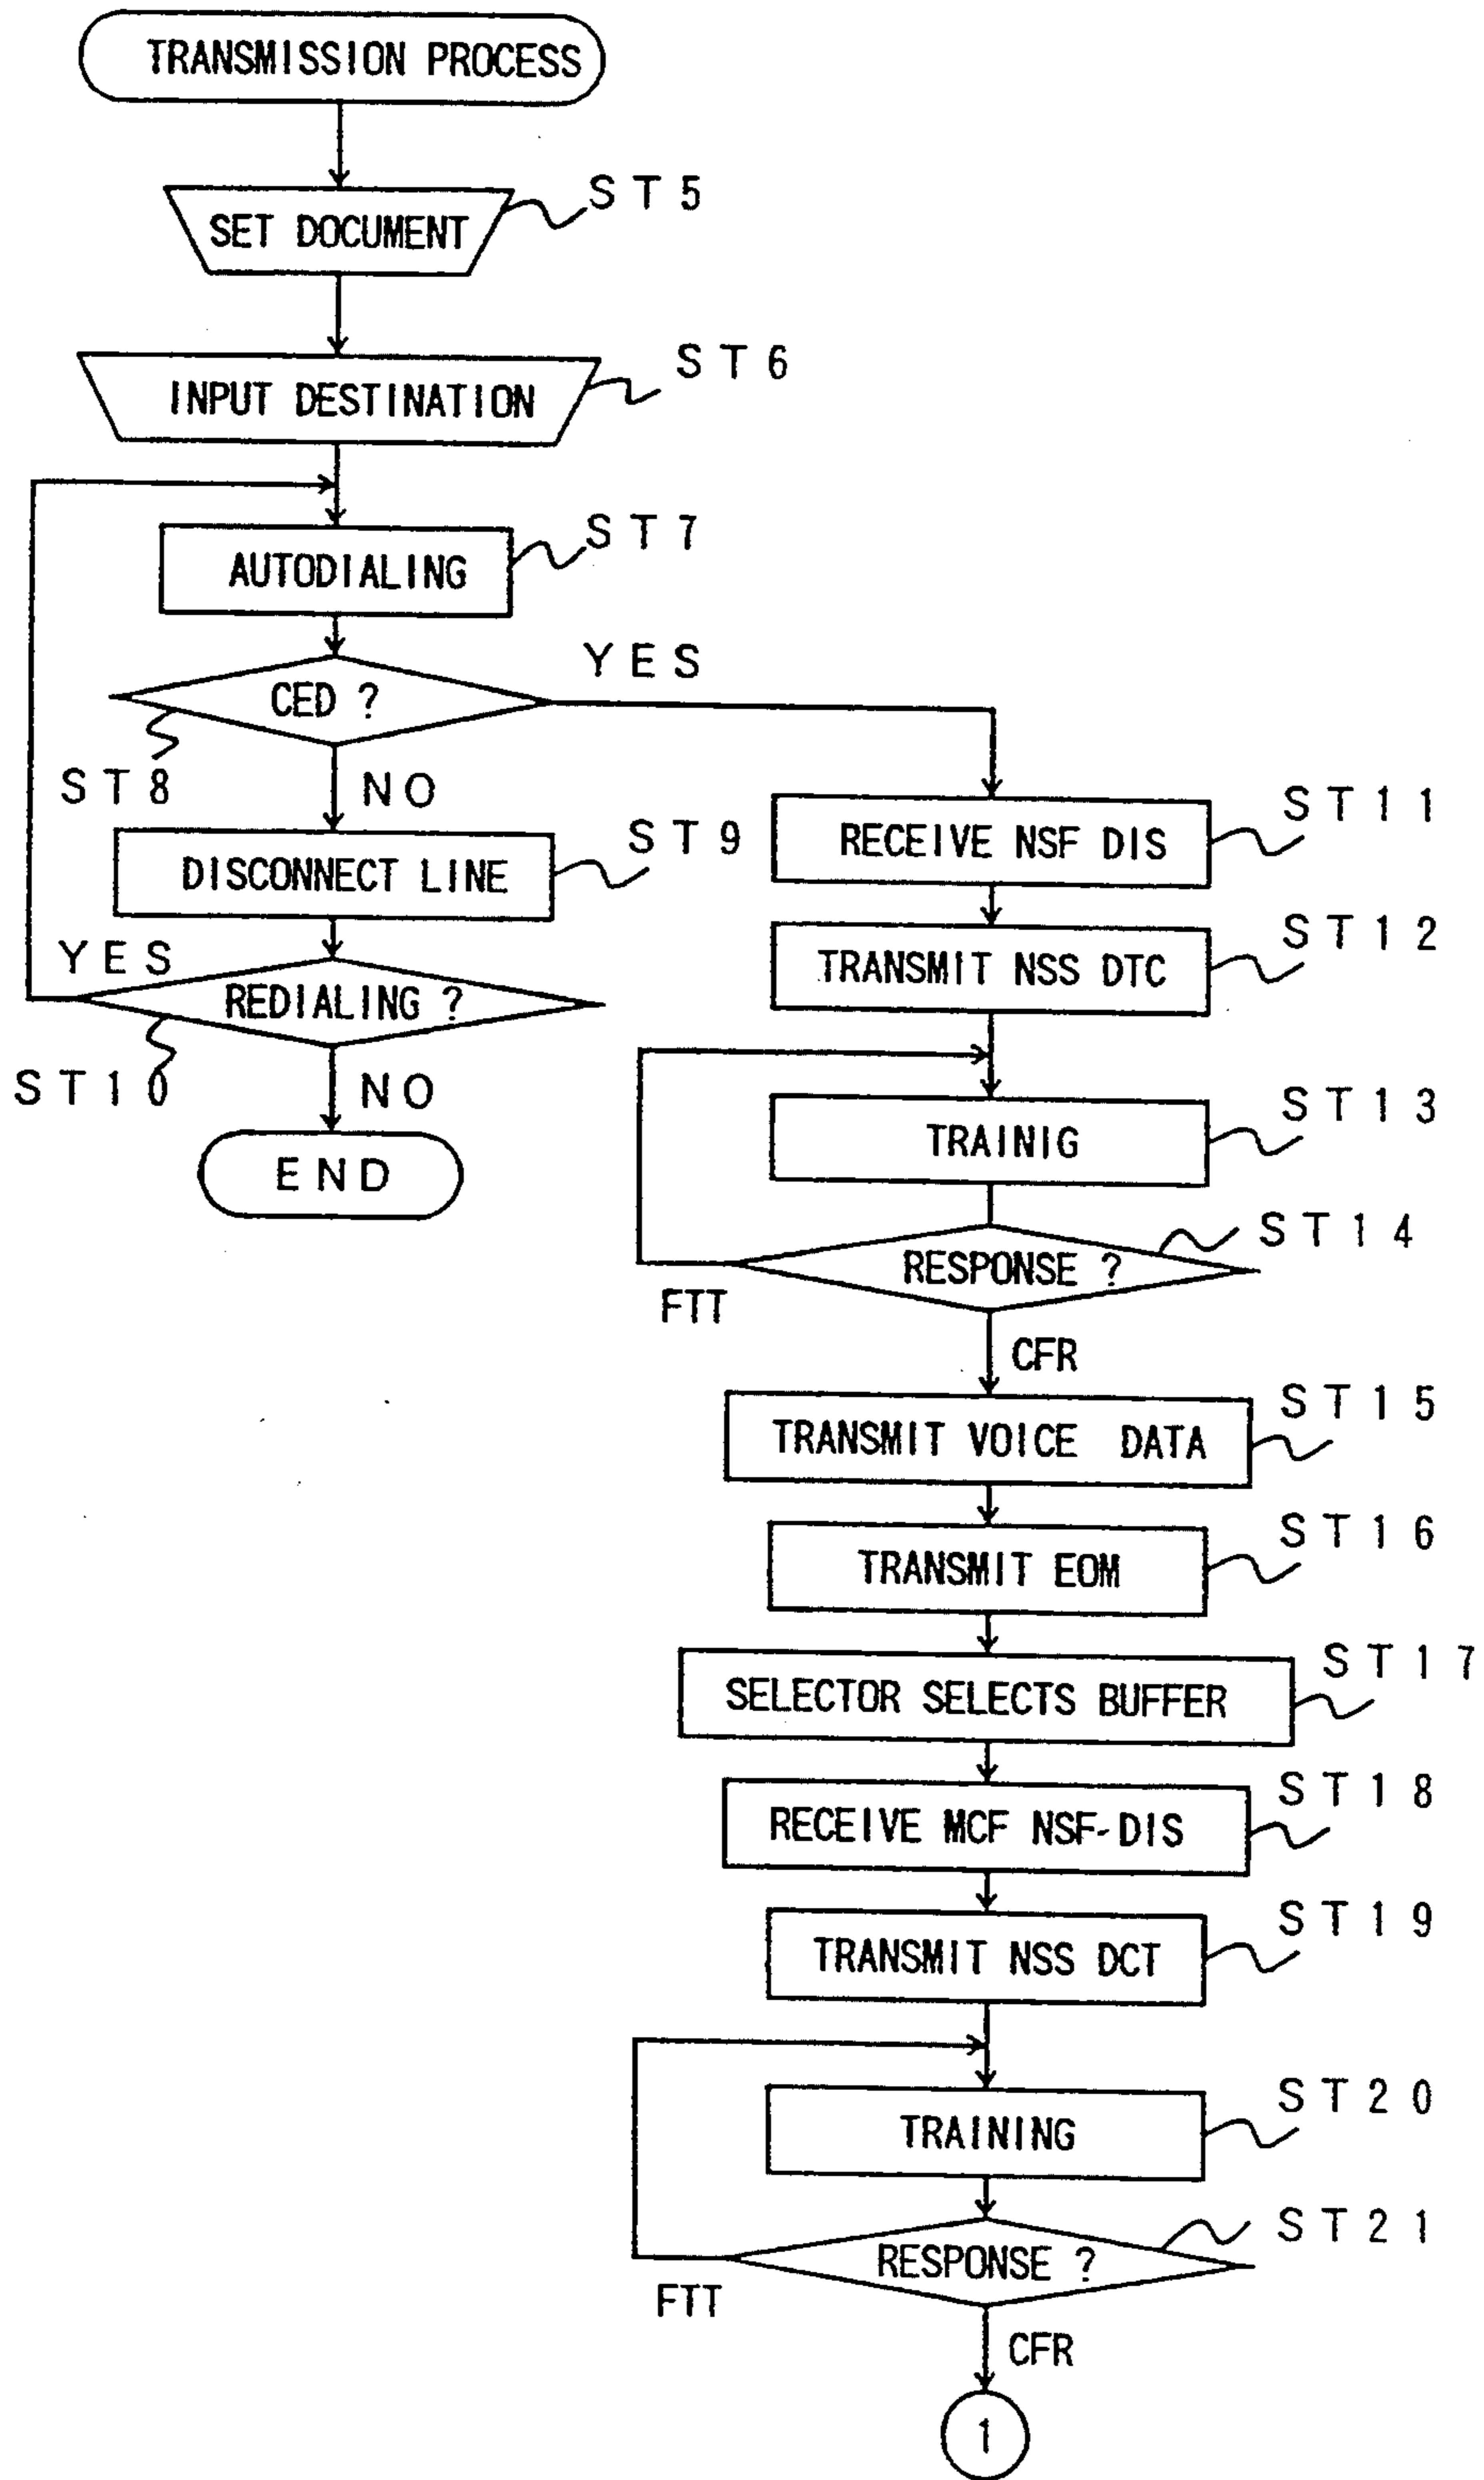 TRANSMISSION PROCESS
SET DOCUMENT
ST5
INPUT DESTINATION
ST6
AUTODIALING
ST7
CED ?
YES
ST8
NO
DISCONNECT LINE
ST9
YES
REDIALING ?
ST10
NO
END
RECEIVE NSF DIS
ST11
TRANSMIT NSS DTC
ST12
TRAINIG
ST13
RESPONSE ?
ST14
FTT
CFR
TRANSMIT VOICE DATA
ST15
TRANSMIT EOM
ST16
SELECTOR SELECTS BUFFER
ST17
RECEIVE MCF NSF-DIS
ST18
TRANSMIT NSS DCT
ST19
TRAINING
ST20
RESPONSE ?
ST21
FTT
CFR
1